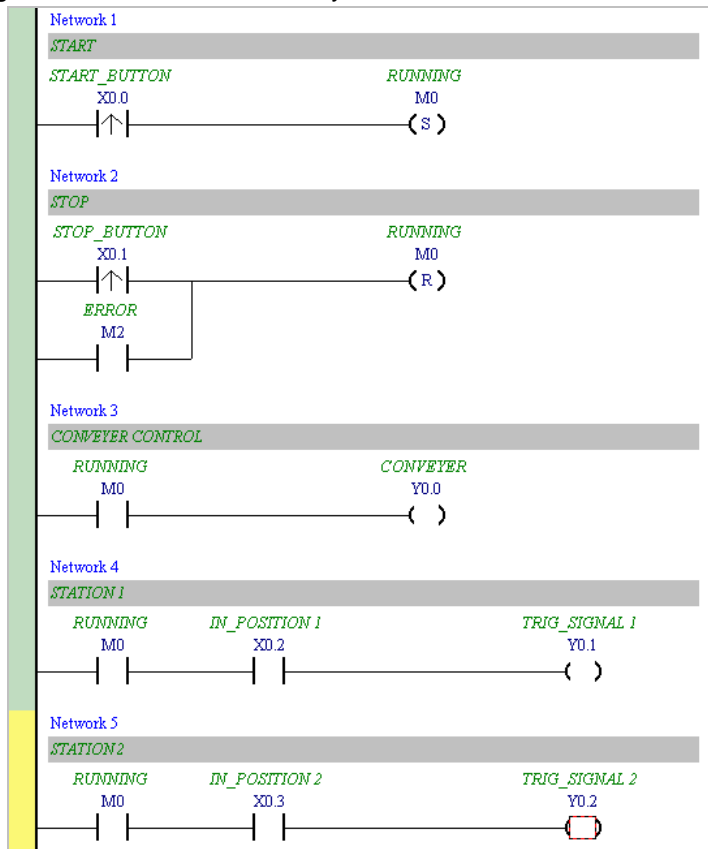 Network 1
START
START_BUTTON RUNNING
X0.0 M0
S
Network 2
STOP
STOP_BUTTON RUNNING
X0.1 M0
R
ERROR
M2
Network 3
CONVEYER CONTROL
RUNNING CONVEYER
M0 Y0.0
Network 4
STATION 1
RUNNING IN_POSITION 1 TRIG_SIGNAL 1
M0 X0.2 Y0.1
Network 5
STATION 2
RUNNING IN_POSITION 2 TRIG_SIGNAL 2
M0 X0.3 Y0.2